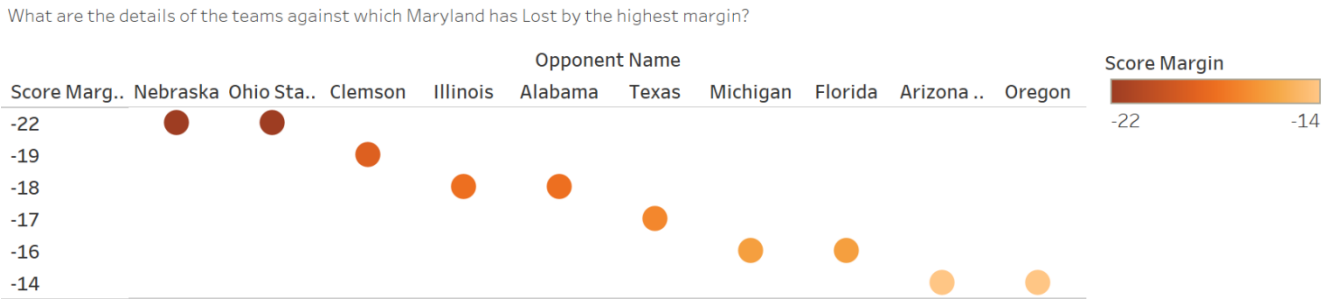 What are the details of the teams against which Maryland has Lost by the highest margin?
Opponent Name
Score Marg.. Nebraska Ohio Sta.. Clemson Illinois Alabama Texas Michigan Florida Arizona .. Oregon
-22
-19
-18
-17
-16
-14
Score Margin
-22 -14